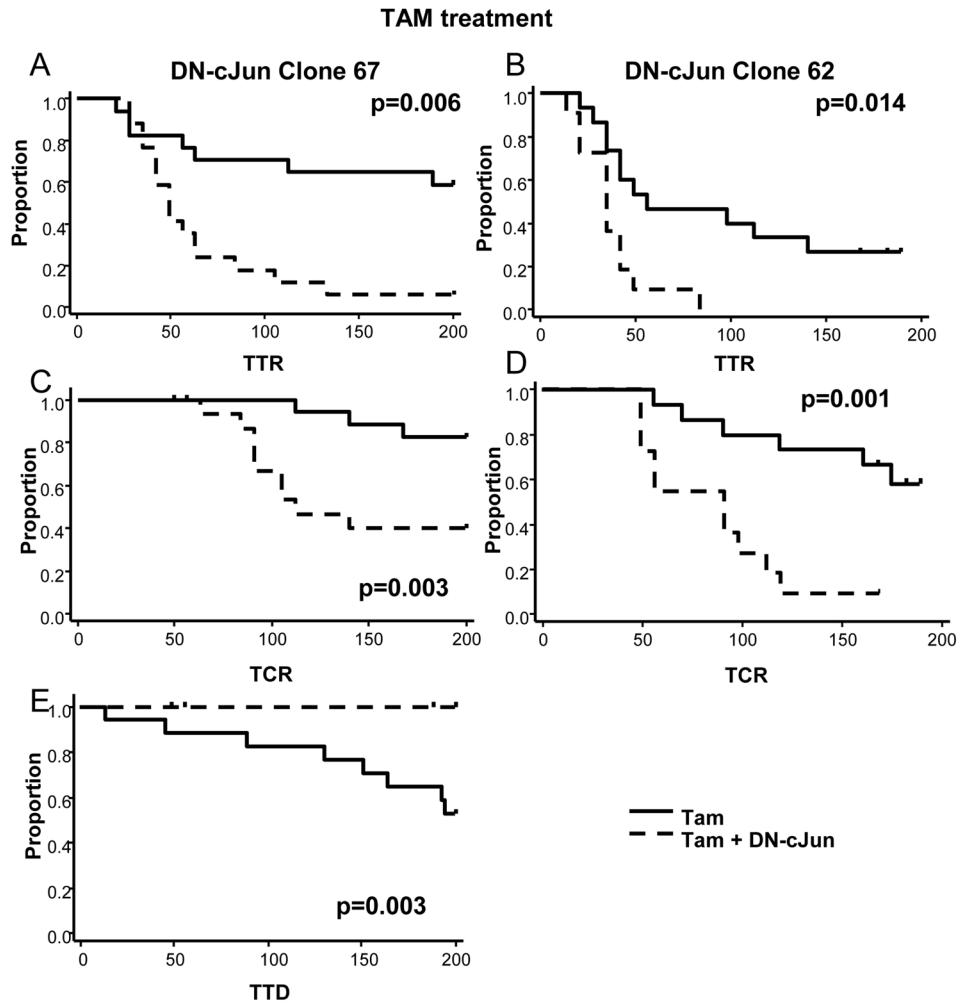 TAM treatment
A
DN-cJun Clone 67
p=0.006
1.0
0.8
0.6
0.4
0.2
0.0
Proportion
0 50 100 150 200
TTR
B
DN-cJun Clone 62
p=0.014
1.0
0.8
0.6
0.4
0.2
0.0
Proportion
0 50 100 150 200
TTR
C
1.0
0.8
0.6
0.4
0.2
0.0
Proportion
p=0.003
0 50 100 150 200
TCR
D
p=0.001
1.0
0.8
0.6
0.4
0.2
0.0
Proportion
0 50 100 150 200
TCR
E
1.0
0.8
0.6
0.4
0.2
0.0
Proportion
p=0.003
0 50 100 150 200
TTD
Tam
Tam + DN-cJun